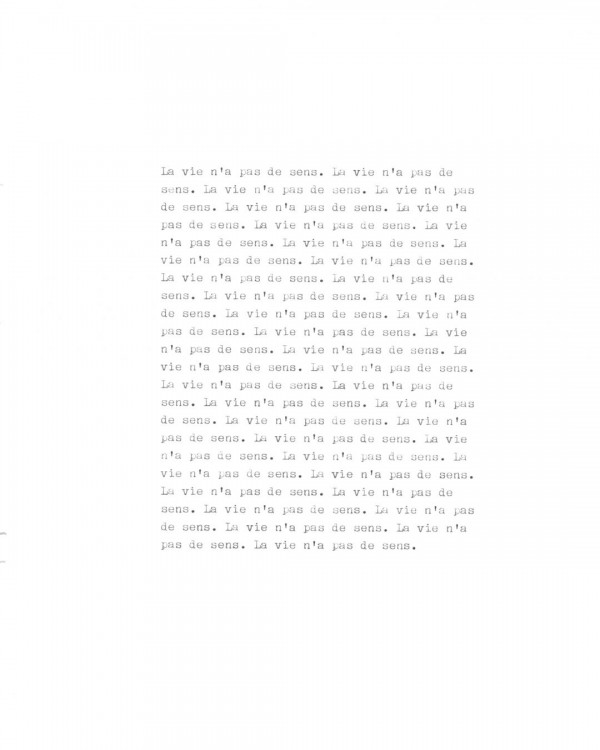 La vie n'a pas de sens. La vie n'a pas de
sens. La vie n'a pas de sens. La vie n'a pas
de sens. La vie n'a pas de sens. La vie n'a
pas de sens. La vie n'a pas de sens. La vie
n'a pas de sens. La vie n'a pas de sens. La
vie n'a pas de sens. La vie n'a pas de sens.
La vie n'a pas de sens. La vie n'a pas de
sens. La vie n'a pas de sens. La vie n'a pas
de sens. La vie n'a pas de sens. La vie n'a
pas de sens. La vie n'a pas de sens. La vie
n'a pas de sens. La vie n'a pas de sens. La
vie n'a pas de sens. La vie n'a pas de sens.
La vie n'a pas de sens. La vie n'a pas de
sens. La vie n'a pas de sens. La vie n'a pas
de sens. La vie n'a pas de sens. La vie n'a
pas de sens. La vie n'a pas de sens. La vie
n'a pas de sens. La vie n'a pas de sens. La
vie n'a pas de sens. La vie n'a pas de sens.
La vie n'a pas de sens. La vie n'a pas de
sens. La vie n'a pas de sens. La vie n'a pas
de sens. La vie n'a pas de sens. La vie n'a
pas de sens. La vie n'a pas de sens.